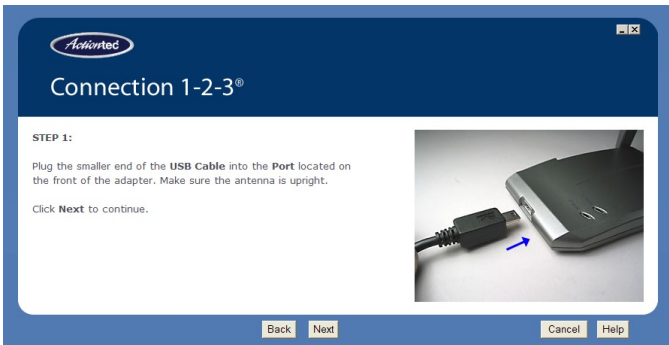 Actiontec
Connection 1-2-3®
STEP 1:
Plug the smaller end of the USB Cable into the Port located on
the front of the adapter. Make sure the antenna is upright.
Click Next to continue.
Back Next Cancel Help